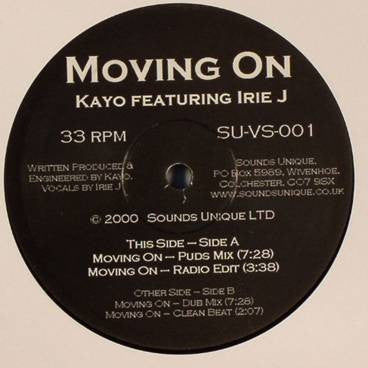 MOVING ON
KAYO FEATURING IRIE J
33 RPM
SU-VS-001
WRITTEN PRODUCED &
ENGINEERED BY KAYO.
VOCALS BY IRIE J
SOUNDS UNIQUE.
PO BOX 5989, WIVENHOE,
COLCHESTER, CO7 9SX
WWW.SOUNDSUNIQUE.CO.UK
© 2000 SOUNDS UNIQUE LTD
THIS SIDE – SIDE A
MOVING ON – PUDS MIX (7:28)
MOVING ON – RADIO EDIT (3:38)
OTHER SIDE – SIDE B
MOVING ON – DUB MIX (7:28)
MOVING ON – CLEAN BEAT (2:07)